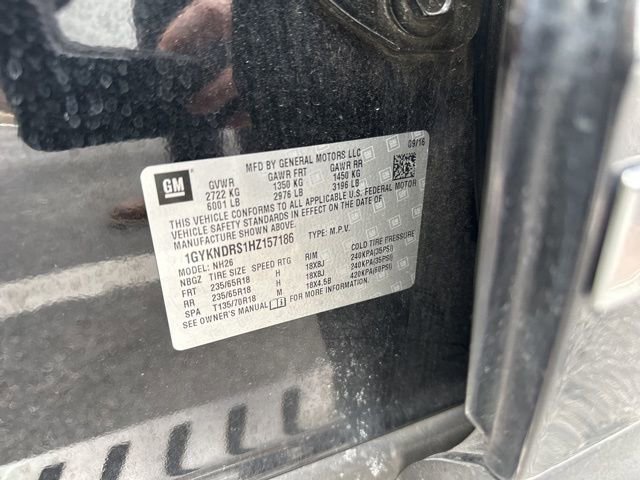 GM
MFD BY GENERAL MOTORS LLC 09/16
GVWR GAWR FRT GAWR RR
2722 KG 1350 KG 1450 KG
6001 LB 2976 LB 3196 LB
THIS VEHICLE CONFORMS TO ALL APPLICABLE U.S. FEDERAL MOTOR
VEHICLE SAFETY STANDARDS IN EFFECT ON THE DATE OF
MANUFACTURE SHOWN ABOVE.
1GYKNDRS1HZ157186 TYPE: M.P.V.
MODEL: NH26
NBGZ TIRE SIZE SPEED RTG RIM COLD TIRE PRESSURE
FRT 235/65R18 H 18X8J 240KPA(35PSI)
RR 235/65R18 H 18X8J 240KPA(35PSI)
SPA T135/70R18 M 18X4.5B 420KPA(60PSI)
SEE OWNER'S MANUAL FOR MORE INFORMATION.